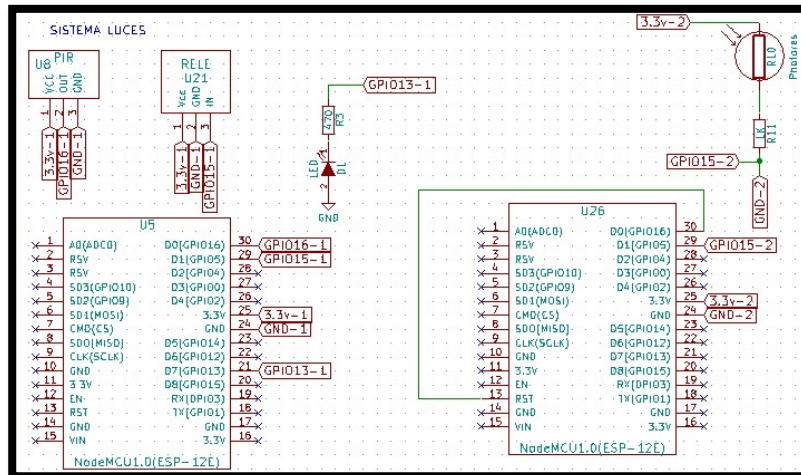 SISTEMA LUCES
U8 PIR
VCC
OUT
GND
1
2
3
3.3v-1
GPIO16-1
GND-1
RELE
U21
Vcc
GND
IN
1
2
3
3.3v-1
GND-1
GPIO15-1
GPIO13-1
470
R3
LED
DL
1
2
GND
3.3v-2
RL0
Photores
1K
R11
GPIO15-2
GND-2
U5
1 A0(ADC0) D0(GPIO16) 30 GPIO16-1
2 RSV D1(GPIO5) 29 GPIO15-1
3 RSV D2(GPIO4) 28
4 SD3(GPIO10) D3(GPIO0) 27
5 SD2(GPIO9) D4(GPIO2) 26
6 SD1(MOSI) 3.3V 25 3.3v-1
7 CMD(CS) GND 24 GND-1
8 SDO(MISO) D5(GPIO14) 23
9 CLK(SCLK) D6(GPIO12) 22
10 GND D7(GPIO13) 21 GPIO13-1
11 3.3V D8(GPIO15) 20
12 EN RX(DPIO3) 19
13 RST TX(GPIO1) 18
14 GND GND 17
15 VIN 3.3V 16
NodeMCU1.0(ESP-12E)
U26
1 A0(ADC0) D0(GPIO16) 30
2 RSV D1(GPIO5) 29 GPIO15-2
3 RSV D2(GPIO4) 28
4 SD3(GPIO10) D3(GPIO0) 27
5 SD2(GPIO9) D4(GPIO2) 26
6 SD1(MOSI) 3.3V 25 3.3v-2
7 CMD(CS) GND 24 GND-2
8 SDO(MISO) D5(GPIO14) 23
9 CLK(SCLK) D6(GPIO12) 22
10 GND D7(GPIO13) 21
11 3.3V D8(GPIO15) 20
12 EN RX(DPIO3) 19
13 RST TX(GPIO1) 18
14 GND GND 17
15 VIN 3.3V 16
NodeMCU1.0(ESP-12E)